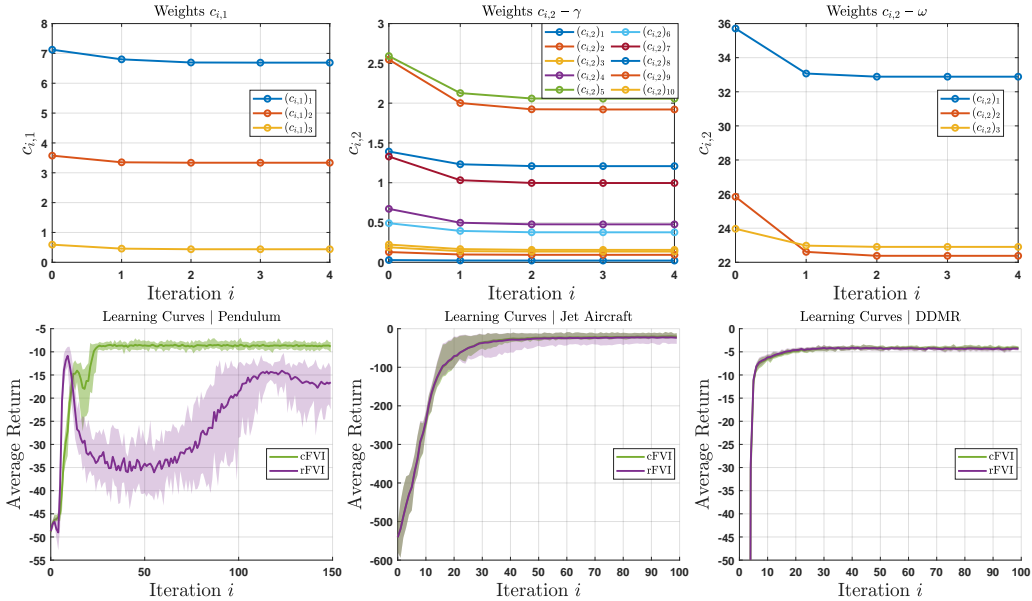 Weights c_{i,1}
8
7
6
5
4
3
2
1
0
c_{i,1}
(c_{i,1})_1
(c_{i,1})_2
(c_{i,1})_3
0 1 2 3 4
Iteration i
Weights c_{i,2} − γ
3
2.5
2
1.5
1
0.5
0
c_{i,2}
(c_{i,2})_1 (c_{i,2})_6
(c_{i,2})_2 (c_{i,2})_7
(c_{i,2})_3 (c_{i,2})_8
(c_{i,2})_4 (c_{i,2})_9
(c_{i,2})_5 (c_{i,2})_{10}
0 1 2 3 4
Iteration i
Weights c_{i,2} − ω
36
34
32
30
28
26
24
22
c_{i,2}
(c_{i,2})_1
(c_{i,2})_2
(c_{i,2})_3
0 1 2 3 4
Iteration i
Learning Curves | Pendulum
-5
-10
-15
-20
-25
-30
-35
-40
-45
-50
-55
Average Return
cFVI
rFVI
0 50 100 150
Iteration i
Learning Curves | Jet Aircraft
0
-100
-200
-300
-400
-500
-600
Average Return
cFVI
rFVI
0 10 20 30 40 50 60 70 80 90 100
Iteration i
Learning Curves | DDMR
0
-5
-10
-15
-20
-25
-30
-35
-40
-45
-50
Average Return
cFVI
rFVI
0 10 20 30 40 50 60 70 80 90 100
Iteration i